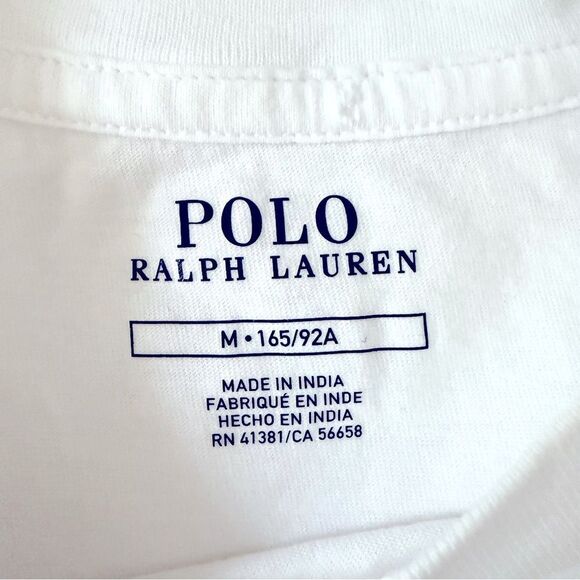 POLO
RALPH LAUREN
M • 165/92A
MADE IN INDIA
FABRIQUÉ EN INDE
HECHO EN INDIA
RN 41381/CA 56658